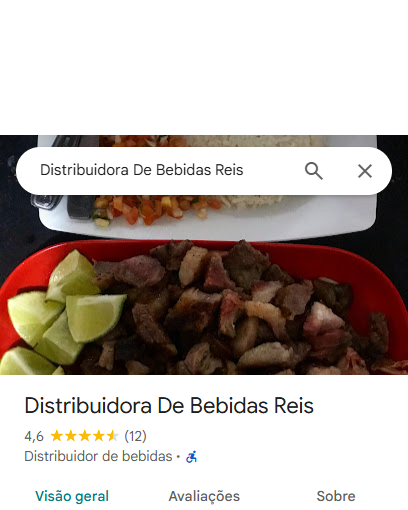 Distribuidora De Bebidas Reis
Distribuidora De Bebidas Reis
4,6 (12)
Distribuidor de bebidas ·
Visão geral Avaliações Sobre